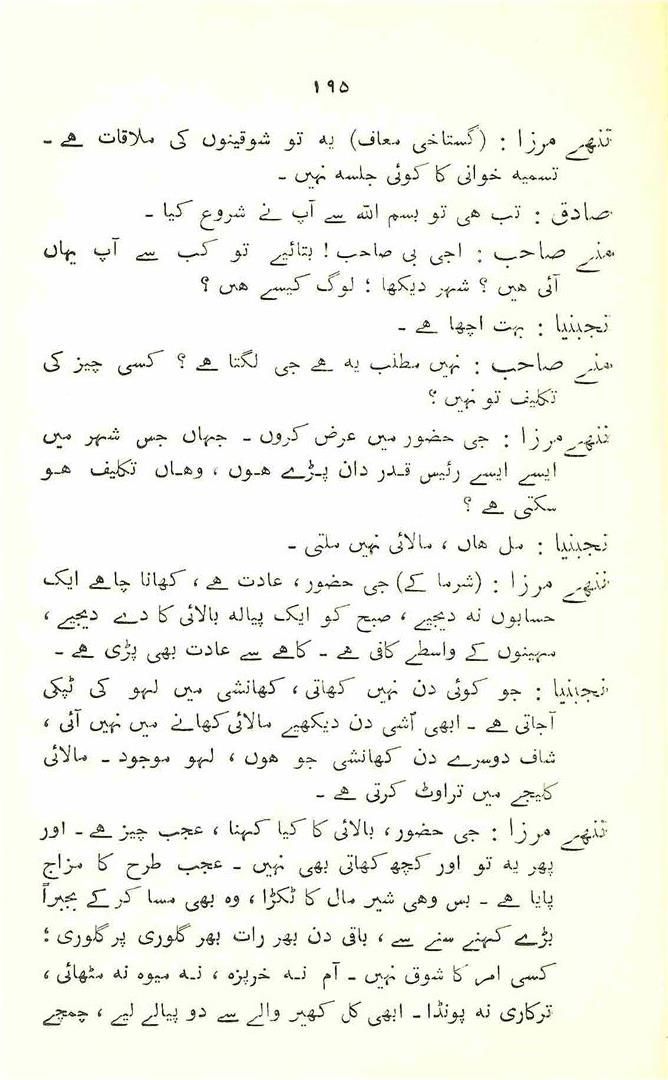 ۱۹۵
ننھے مرزا : (گستاخی معاف) یہ تو شوقینوں کی ملاقات ہے ۔
تسمیہ خوانی کا کوئی جلسہ نہیں ۔
صادق : تب ہی تو بسم اللہ سے آپ نے شروع کیا ۔
منے صاحب : اجی بی صاحب ! بتائیے تو کب سے آپ یہاں
آئی ہیں ؟ شہر دیکھا ؛ لوگ کیسے ہیں ؟
نجبنیا : بہت اچھا ہے ۔
منے صاحب : نہیں مطلب یہ ہے جی لگتا ہے ؟ کسی چیز کی
تکلیف تو نہیں ؟
ننھے مرزا : جی حضور میں عرض کروں ۔ جہاں جس شہر میں
ایسے ایسے رئیس قدر دان پڑے ہوں ، وہاں تکلیف ہو
سکتی ہے ؟
نجبنیا : مل ہاں ، مالائی نہیں ملتی ۔
ننھے مرزا : (شرما کے) جی حضور ، عادت ہے ، کھانا چاہے ایک
حسابوں نہ دیجیے ، صبح کو ایک پیالہ بالائی کا دے دیجیے ،
مہینوں کے واسطے کافی ہے ۔ کاہے سے عادت بھی پڑی ہے ۔
نجبنیا : جو کوئی دن نہیں کھاتی ، کھانشی میں لہو کی ٹپکی
آجاتی ہے ۔ ابھی آشی دن دیکھیے مالائی کھانے میں نہیں آئی ،
شاف دوسرے دن کھانشی جو ہوں ، لہو موجود ۔ مالائی
کلیجے میں تراوٹ کرتی ہے ۔
ننھے مرزا : جی حضور ، بالائی کا کیا کہنا ، عجب چیز ہے ۔ اور
پھر یہ تو اور کچھ کھاتی بھی نہیں ۔ عجب طرح کا مزاج
پایا ہے ۔ بس وہی شیر مال کا ٹکڑا ، وہ بھی مسا کر کے بجبراً
بڑے کہنے سنے سے ، باقی دن بھر رات بھر گلوری پر گلوری ؛
کسی امر کا شوق نہیں ۔ آم نہ خرپزہ ، نہ میوہ نہ مٹھائی ،
ترکاری نہ پونڈا ۔ ابھی کل کھیر والے سے دو پیالے لیے ، چمچے